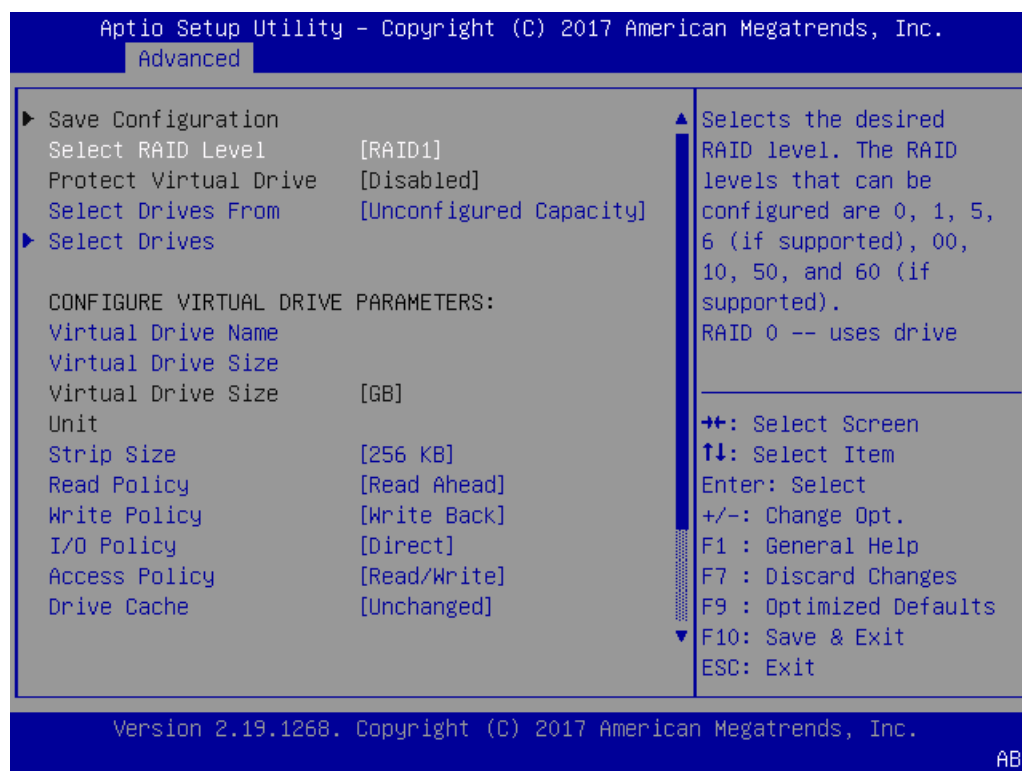 Aptio Setup Utility – Copyright (C) 2017 American Megatrends, Inc.
Advanced
Save Configuration
Select RAID Level [RAID1]
Protect Virtual Drive [Disabled]
Select Drives From [Unconfigured Capacity]
Select Drives
CONFIGURE VIRTUAL DRIVE PARAMETERS:
Virtual Drive Name
Virtual Drive Size
Virtual Drive Size [GB]
Unit
Strip Size [256 KB]
Read Policy [Read Ahead]
Write Policy [Write Back]
I/O Policy [Direct]
Access Policy [Read/Write]
Drive Cache [Unchanged]
Selects the desired
RAID level. The RAID
levels that can be
configured are 0, 1, 5,
6 (if supported), 00,
10, 50, and 60 (if
supported).
RAID 0 -- uses drive
→←: Select Screen
↑↓: Select Item
Enter: Select
+/-: Change Opt.
F1 : General Help
F7 : Discard Changes
F9 : Optimized Defaults
F10: Save & Exit
ESC: Exit
Version 2.19.1268. Copyright (C) 2017 American Megatrends, Inc.
AB